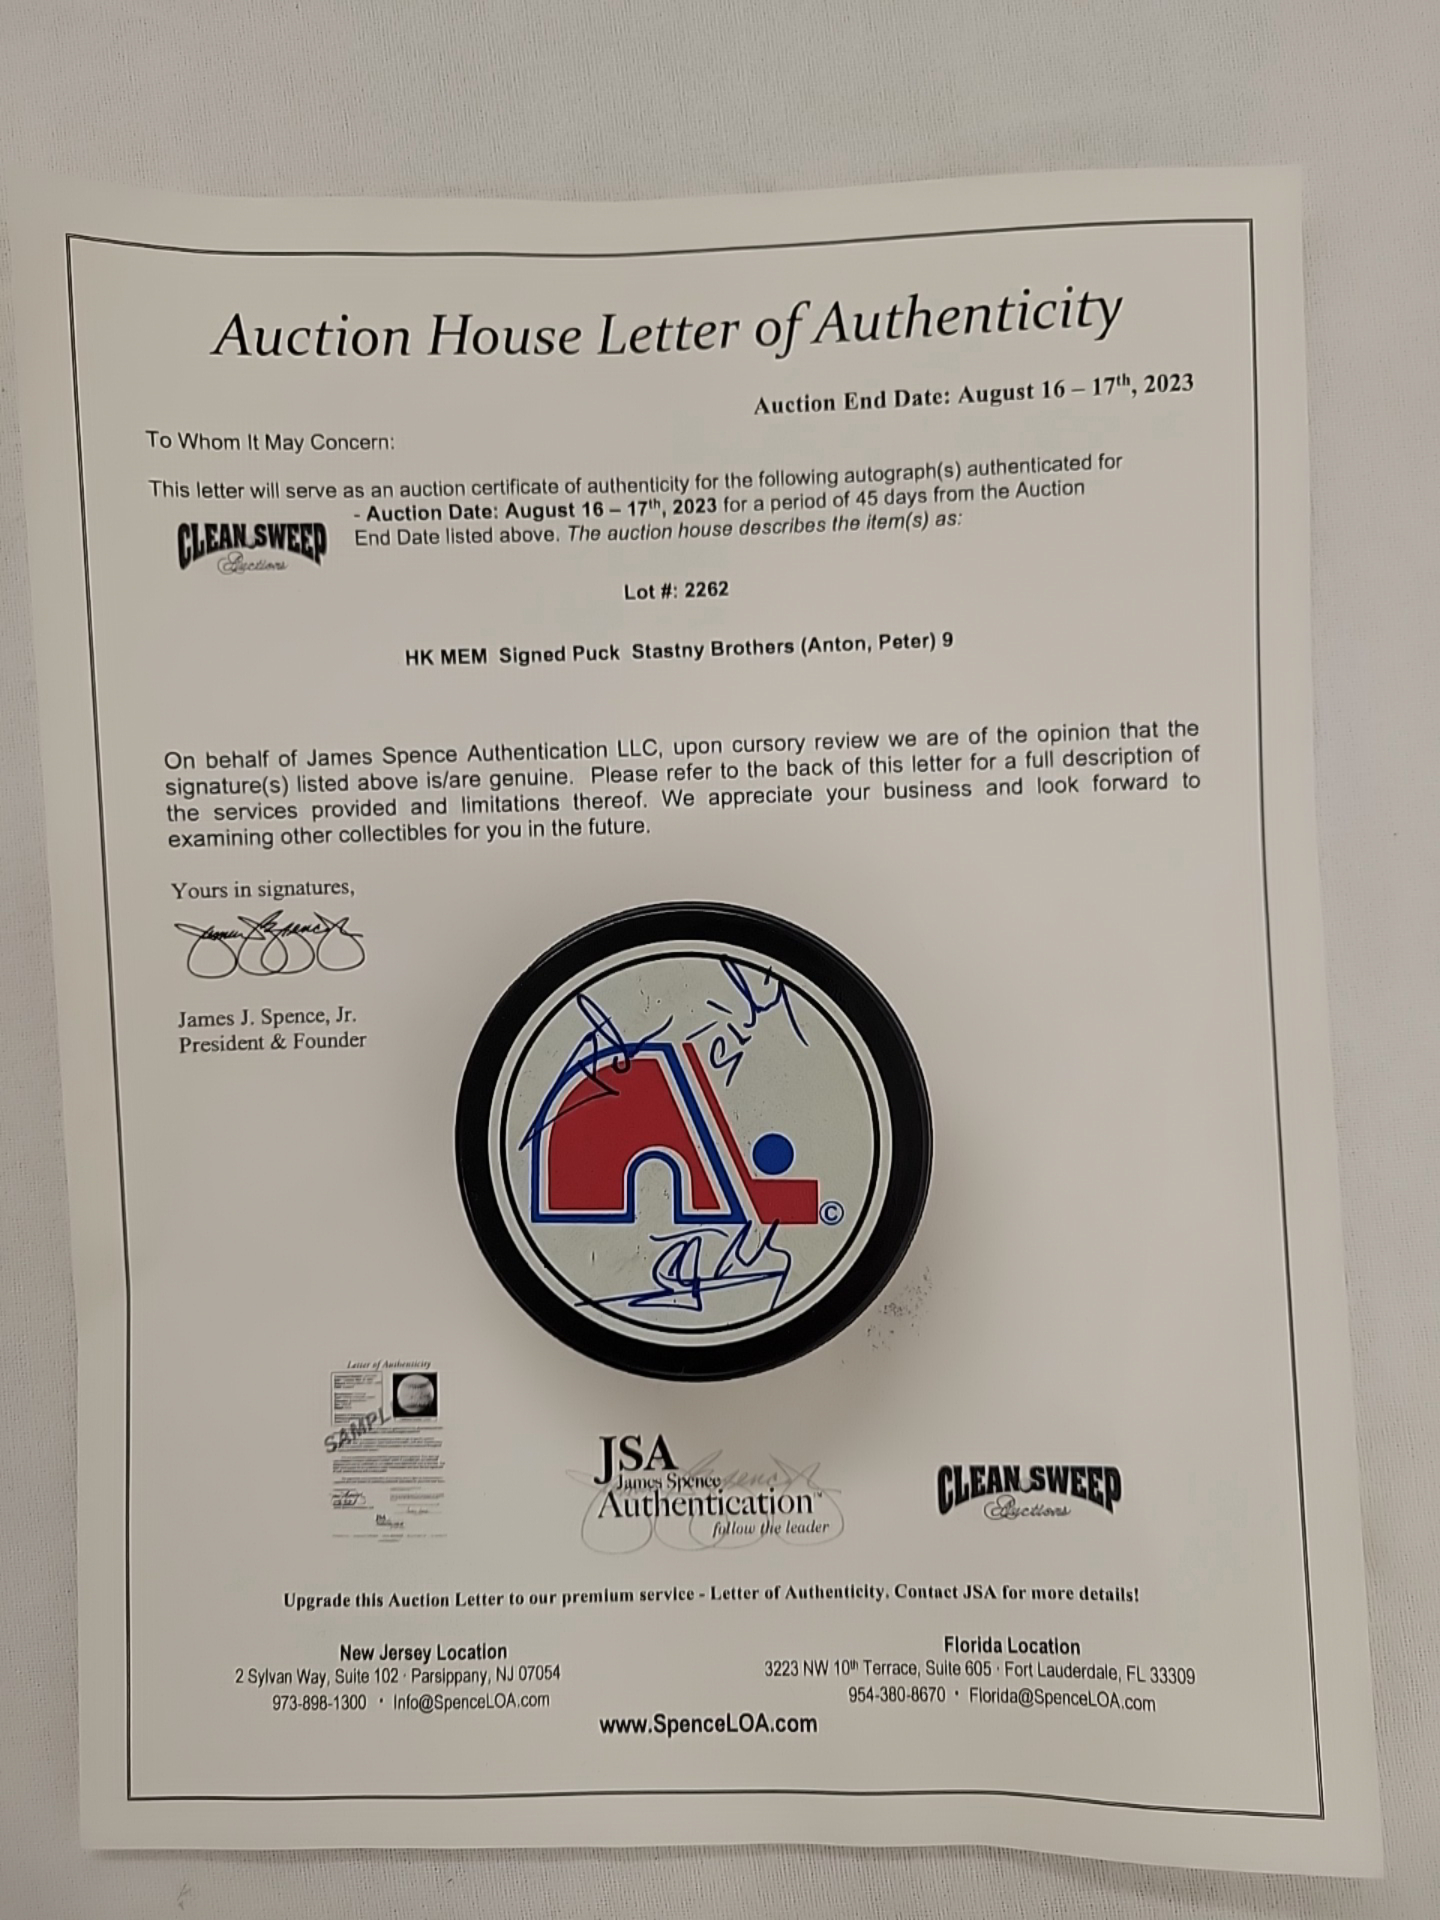 Auction House Letter of Authenticity
Auction End Date: August 16 – 17th, 2023
To Whom It May Concern:
This letter will serve as an auction certificate of authenticity for the following autograph(s) authenticated for
CLEAN SWEEP
Auctions
- Auction Date: August 16 – 17th, 2023 for a period of 45 days from the Auction
End Date listed above. The auction house describes the item(s) as:
Lot #: 2262
HK MEM Signed Puck Stastny Brothers (Anton, Peter) 9
On behalf of James Spence Authentication LLC, upon cursory review we are of the opinion that the
signature(s) listed above is/are genuine. Please refer to the back of this letter for a full description of
the services provided and limitations thereof. We appreciate your business and look forward to
examining other collectibles for you in the future.
Yours in signatures,
James J. Spence, Jr.
President & Founder
©
Letter of Authenticity
SAMPL
JSA
James Spence
Authentication™
follow the leader
CLEAN SWEEP
Auctions
Upgrade this Auction Letter to our premium service - Letter of Authenticity. Contact JSA for more details!
New Jersey Location
2 Sylvan Way, Suite 102 · Parsippany, NJ 07054
973-898-1300 · Info@SpenceLOA.com
Florida Location
3223 NW 10th Terrace, Suite 605 · Fort Lauderdale, FL 33309
954-380-8670 · Florida@SpenceLOA.com
www.SpenceLOA.com